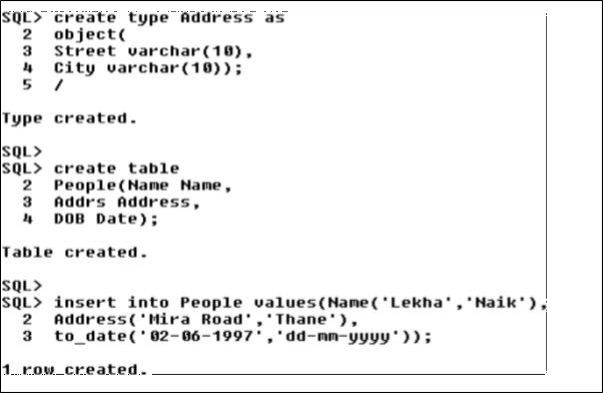 SQL> create type Address as
2 object(
3 Street varchar(10),
4 City varchar(10));
5 /
Type created.
SQL>
SQL> create table
2 People(Name Name,
3 Addrs Address,
4 DOB Date);
Table created.
SQL>
SQL> insert into People values(Name('Lekha','Naik'),
2 Address('Mira Road','Thane'),
3 to_date('02-06-1997','dd-mm-yyyy'));
1 row created.